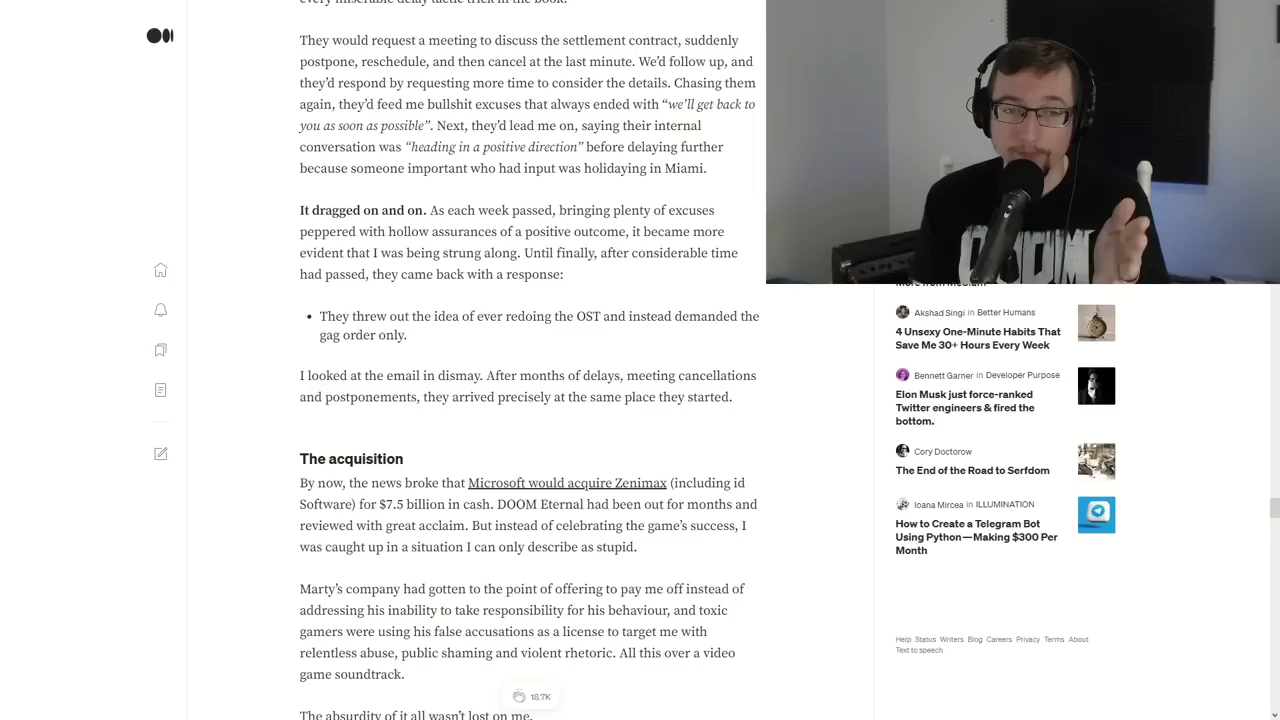 They would request a meeting to discuss the settlement contract, suddenly
postpone, reschedule, and then cancel at the last minute. We’d follow up, and
they’d respond by requesting more time to consider the details. Chasing them
again, they’d feed me bullshit excuses that always ended with “we’ll get back to
you as soon as possible”. Next, they’d lead me on, saying their internal
conversation was “heading in a positive direction” before delaying further
because someone important who had input was holidaying in Miami.
It dragged on and on. As each week passed, bringing plenty of excuses
peppered with hollow assurances of a positive outcome, it became more
evident that I was being strung along. Until finally, after considerable time
had passed, they came back with a response:
• They threw out the idea of ever redoing the OST and instead demanded the
gag order only.
I looked at the email in dismay. After months of delays, meeting cancellations
and postponements, they arrived precisely at the same place they started.
The acquisition
By now, the news broke that Microsoft would acquire Zenimax (including id
Software) for $7.5 billion in cash. DOOM Eternal had been out for months and
reviewed with great acclaim. But instead of celebrating the game’s success, I
was caught up in a situation I can only describe as stupid.
Marty’s company had gotten to the point of offering to pay me off instead of
addressing his inability to take responsibility for his behaviour, and toxic
gamers were using his false accusations as a license to target me with
relentless abuse, public shaming and violent rhetoric. All this over a video
game soundtrack.
The absurdity of it all wasn’t lost on me.
18.7K
DOOM
More from Medium
Akshad Singi in Better Humans
4 Unsexy One-Minute Habits That
Save Me 30+ Hours Every Week
Bennett Garner in Developer Purpose
Elon Musk just force-ranked
Twitter engineers & fired the
bottom.
Cory Doctorow
The End of the Road to Serfdom
Ioana Mircea in ILLUMINATION
How to Create a Telegram Bot
Using Python — Making $300 Per
Month
Help Status Writers Blog Careers Privacy Terms About
Text to speech